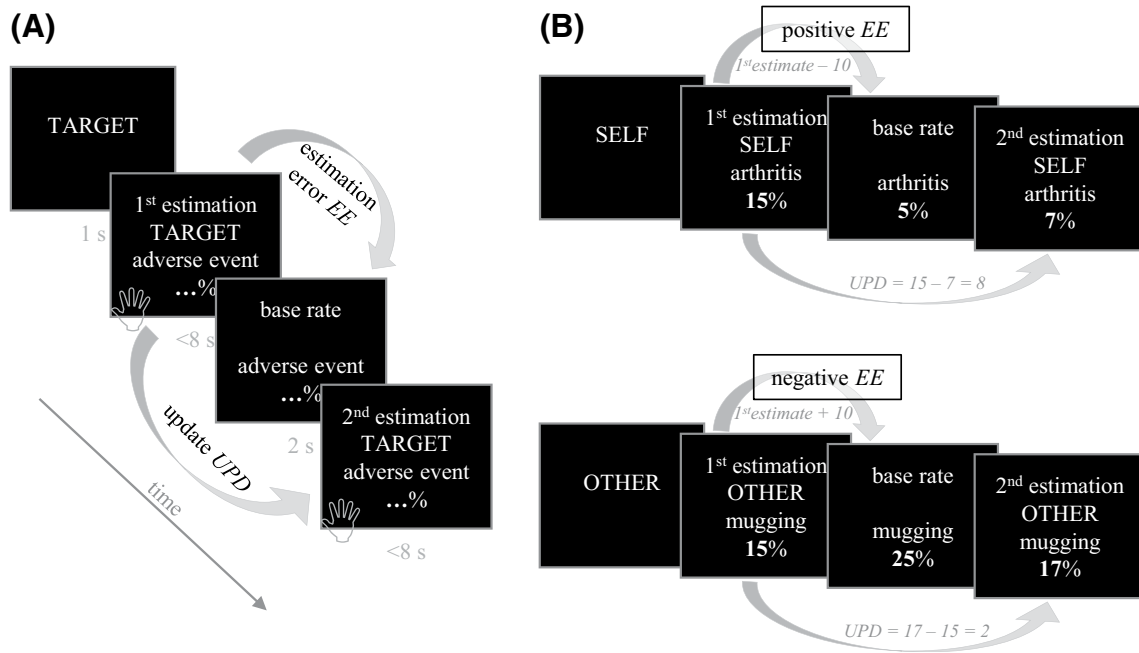 (A)
TARGET
1 s
1st estimation
TARGET
adverse event
...%
<8 s
estimation
error EE
base rate
adverse event
...%
2 s
update UPD
2nd estimation
TARGET
adverse event
...%
<8 s
time
(B)
positive EE
1st estimate – 10
SELF
1st estimation
SELF
arthritis
15%
base rate
arthritis
5%
2nd estimation
SELF
arthritis
7%
UPD = 15 – 7 = 8
negative EE
1st estimate + 10
OTHER
1st estimation
OTHER
mugging
15%
base rate
mugging
25%
2nd estimation
OTHER
mugging
17%
UPD = 17 – 15 = 2